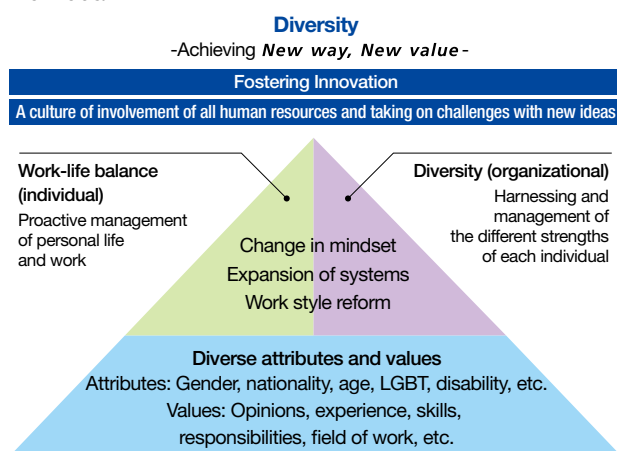 Diversity
-Achieving New way, New value-
Fostering Innovation
A culture of involvement of all human resources and taking on challenges with new ideas
Work-life balance
(individual)
Proactive management
of personal life
and work
Diversity (organizational)
Harnessing and
management of
the different strengths
of each individual
Change in mindset
Expansion of systems
Work style reform
Diverse attributes and values
Attributes: Gender, nationality, age, LGBT, disability, etc.
Values: Opinions, experience, skills,
responsibilities, field of work, etc.